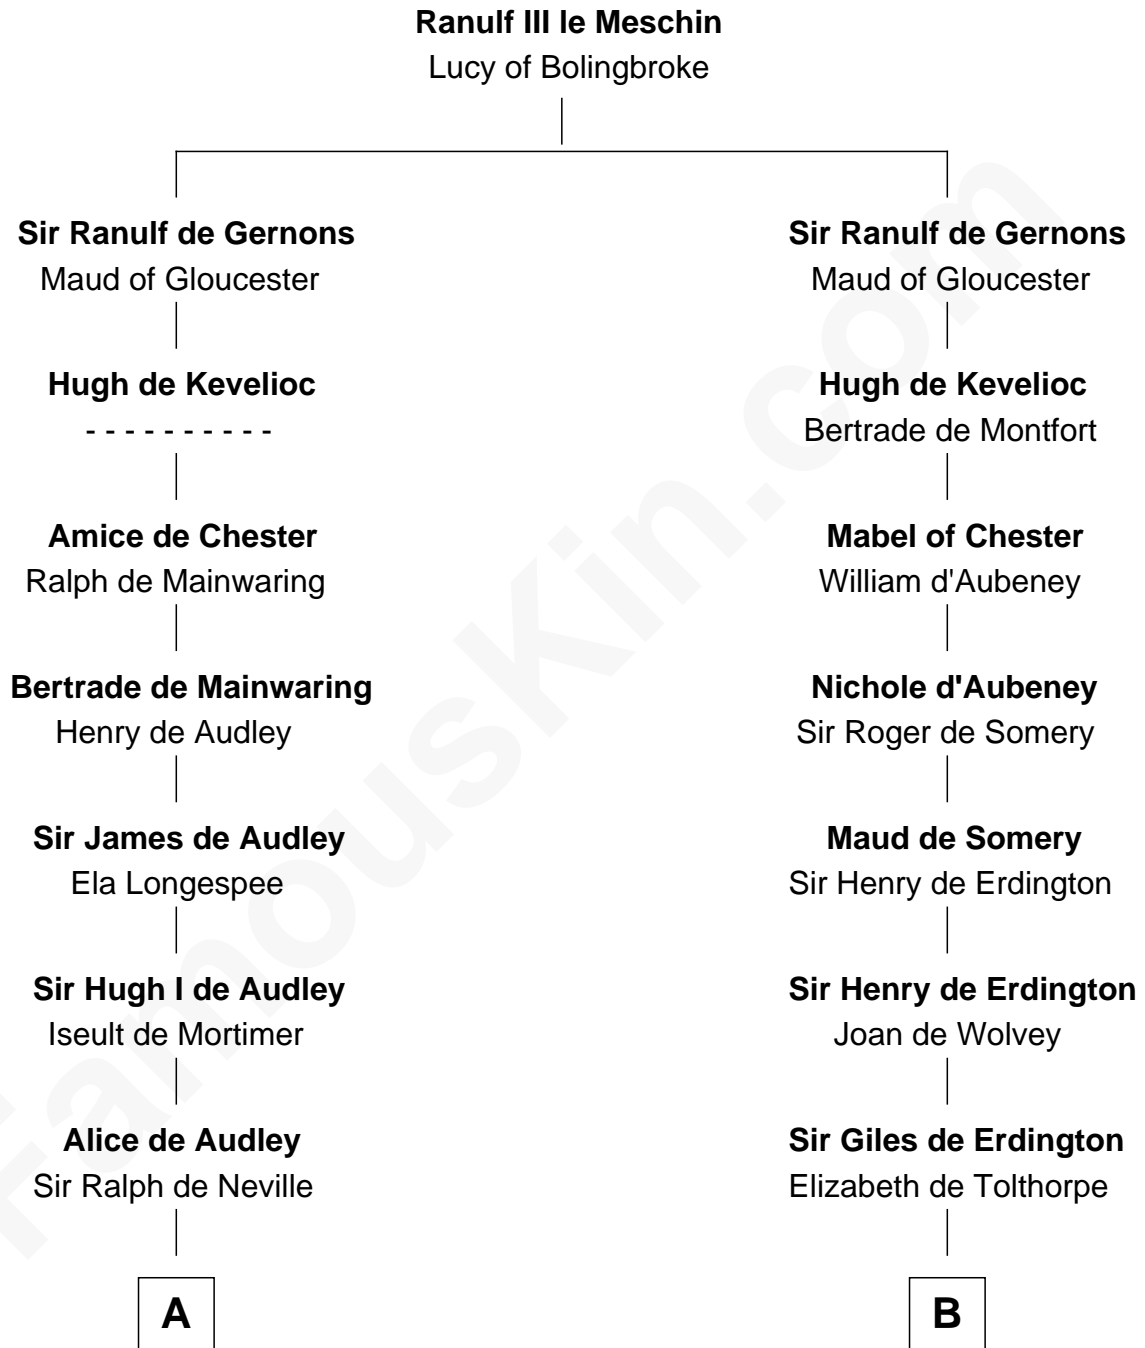 Ranulf III le Meschin
Lucy of Bolingbroke
Sir Ranulf de Gernons
Maud of Gloucester
Hugh de Kevelioc
- - - - - - - - - -
Amice de Chester
Ralph de Mainwaring
Bertrade de Mainwaring
Henry de Audley
Sir James de Audley
Ela Longespee
Sir Hugh I de Audley
Iseult de Mortimer
Alice de Audley
Sir Ralph de Neville
A
Sir Ranulf de Gernons
Maud of Gloucester
Hugh de Kevelioc
Bertrade de Montfort
Mabel of Chester
William d'Aubeney
Nichole d'Aubeney
Sir Roger de Somery
Maud de Somery
Sir Henry de Erdington
Sir Henry de Erdington
Joan de Wolvey
Sir Giles de Erdington
Elizabeth de Tolthorpe
B
FamousKin.com